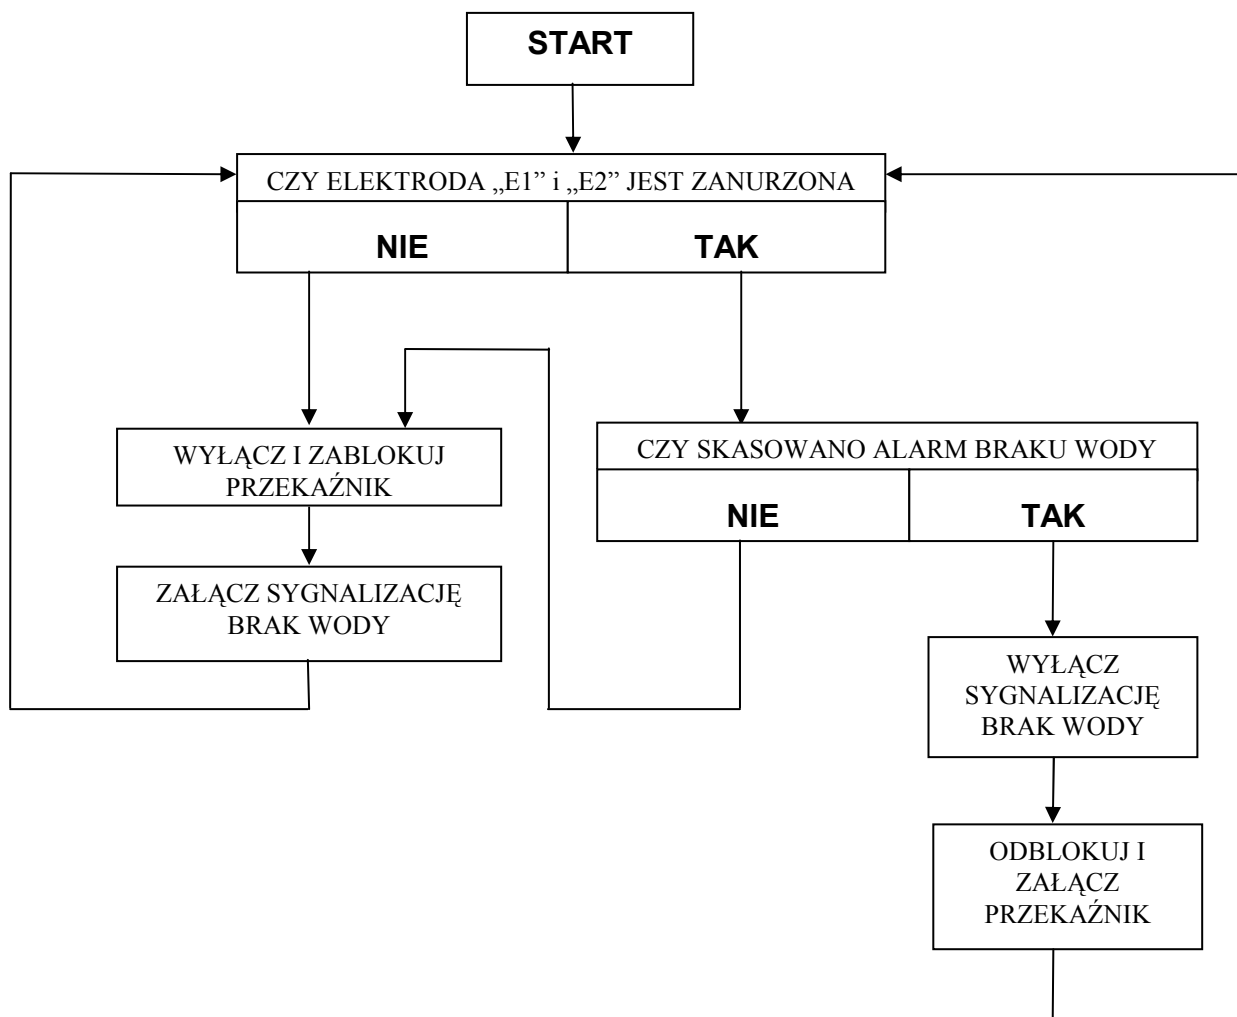 START
CZY ELEKTRODA „E1” i „E2” JEST ZANURZONA
NIE
TAK
WYŁĄCZ I ZABLOKUJ
PRZEKAŹNIK
CZY SKASOWANO ALARM BRAKU WODY
NIE
TAK
ZAŁĄCZ SYGNALIZACJĘ
BRAK WODY
WYŁĄCZ
SYGNALIZACJĘ
BRAK WODY
ODBLOKUJ I
ZAŁĄCZ
PRZEKAŹNIK